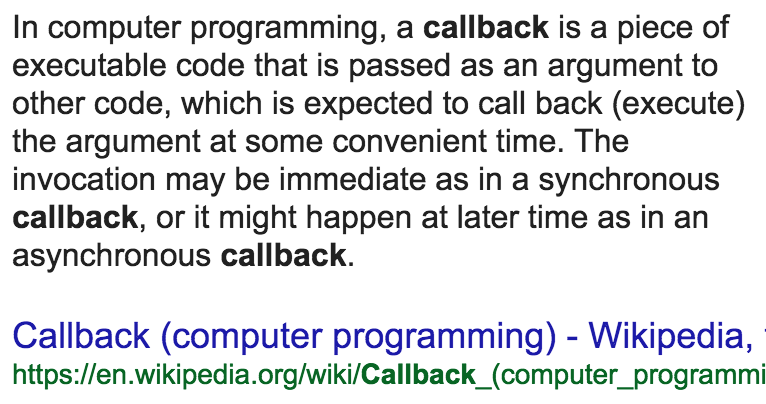 In computer programming, a callback is a piece of
executable code that is passed as an argument to
other code, which is expected to call back (execute)
the argument at some convenient time. The
invocation may be immediate as in a synchronous
callback, or it might happen at later time as in an
asynchronous callback.
Callback (computer programming) - Wikipedia,
https://en.wikipedia.org/wiki/Callback_(computer_programmi